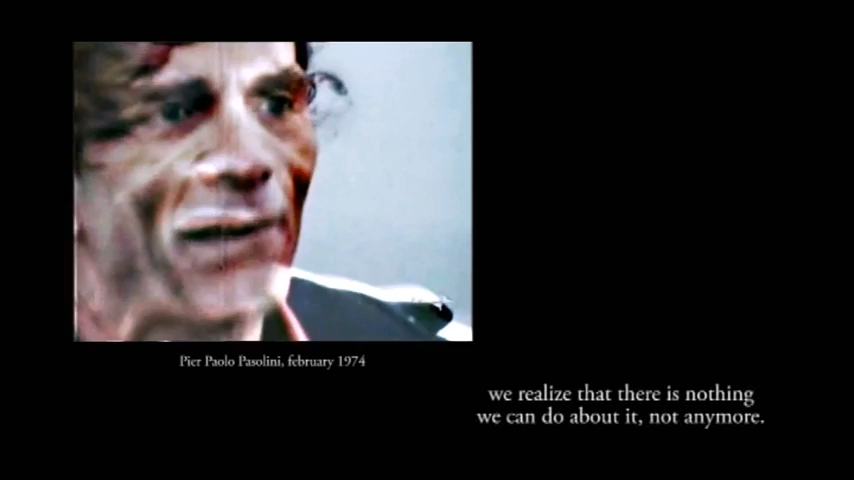 Pier Paolo Pasolini, february 1974
we realize that there is nothing
we can do about it, not anymore.